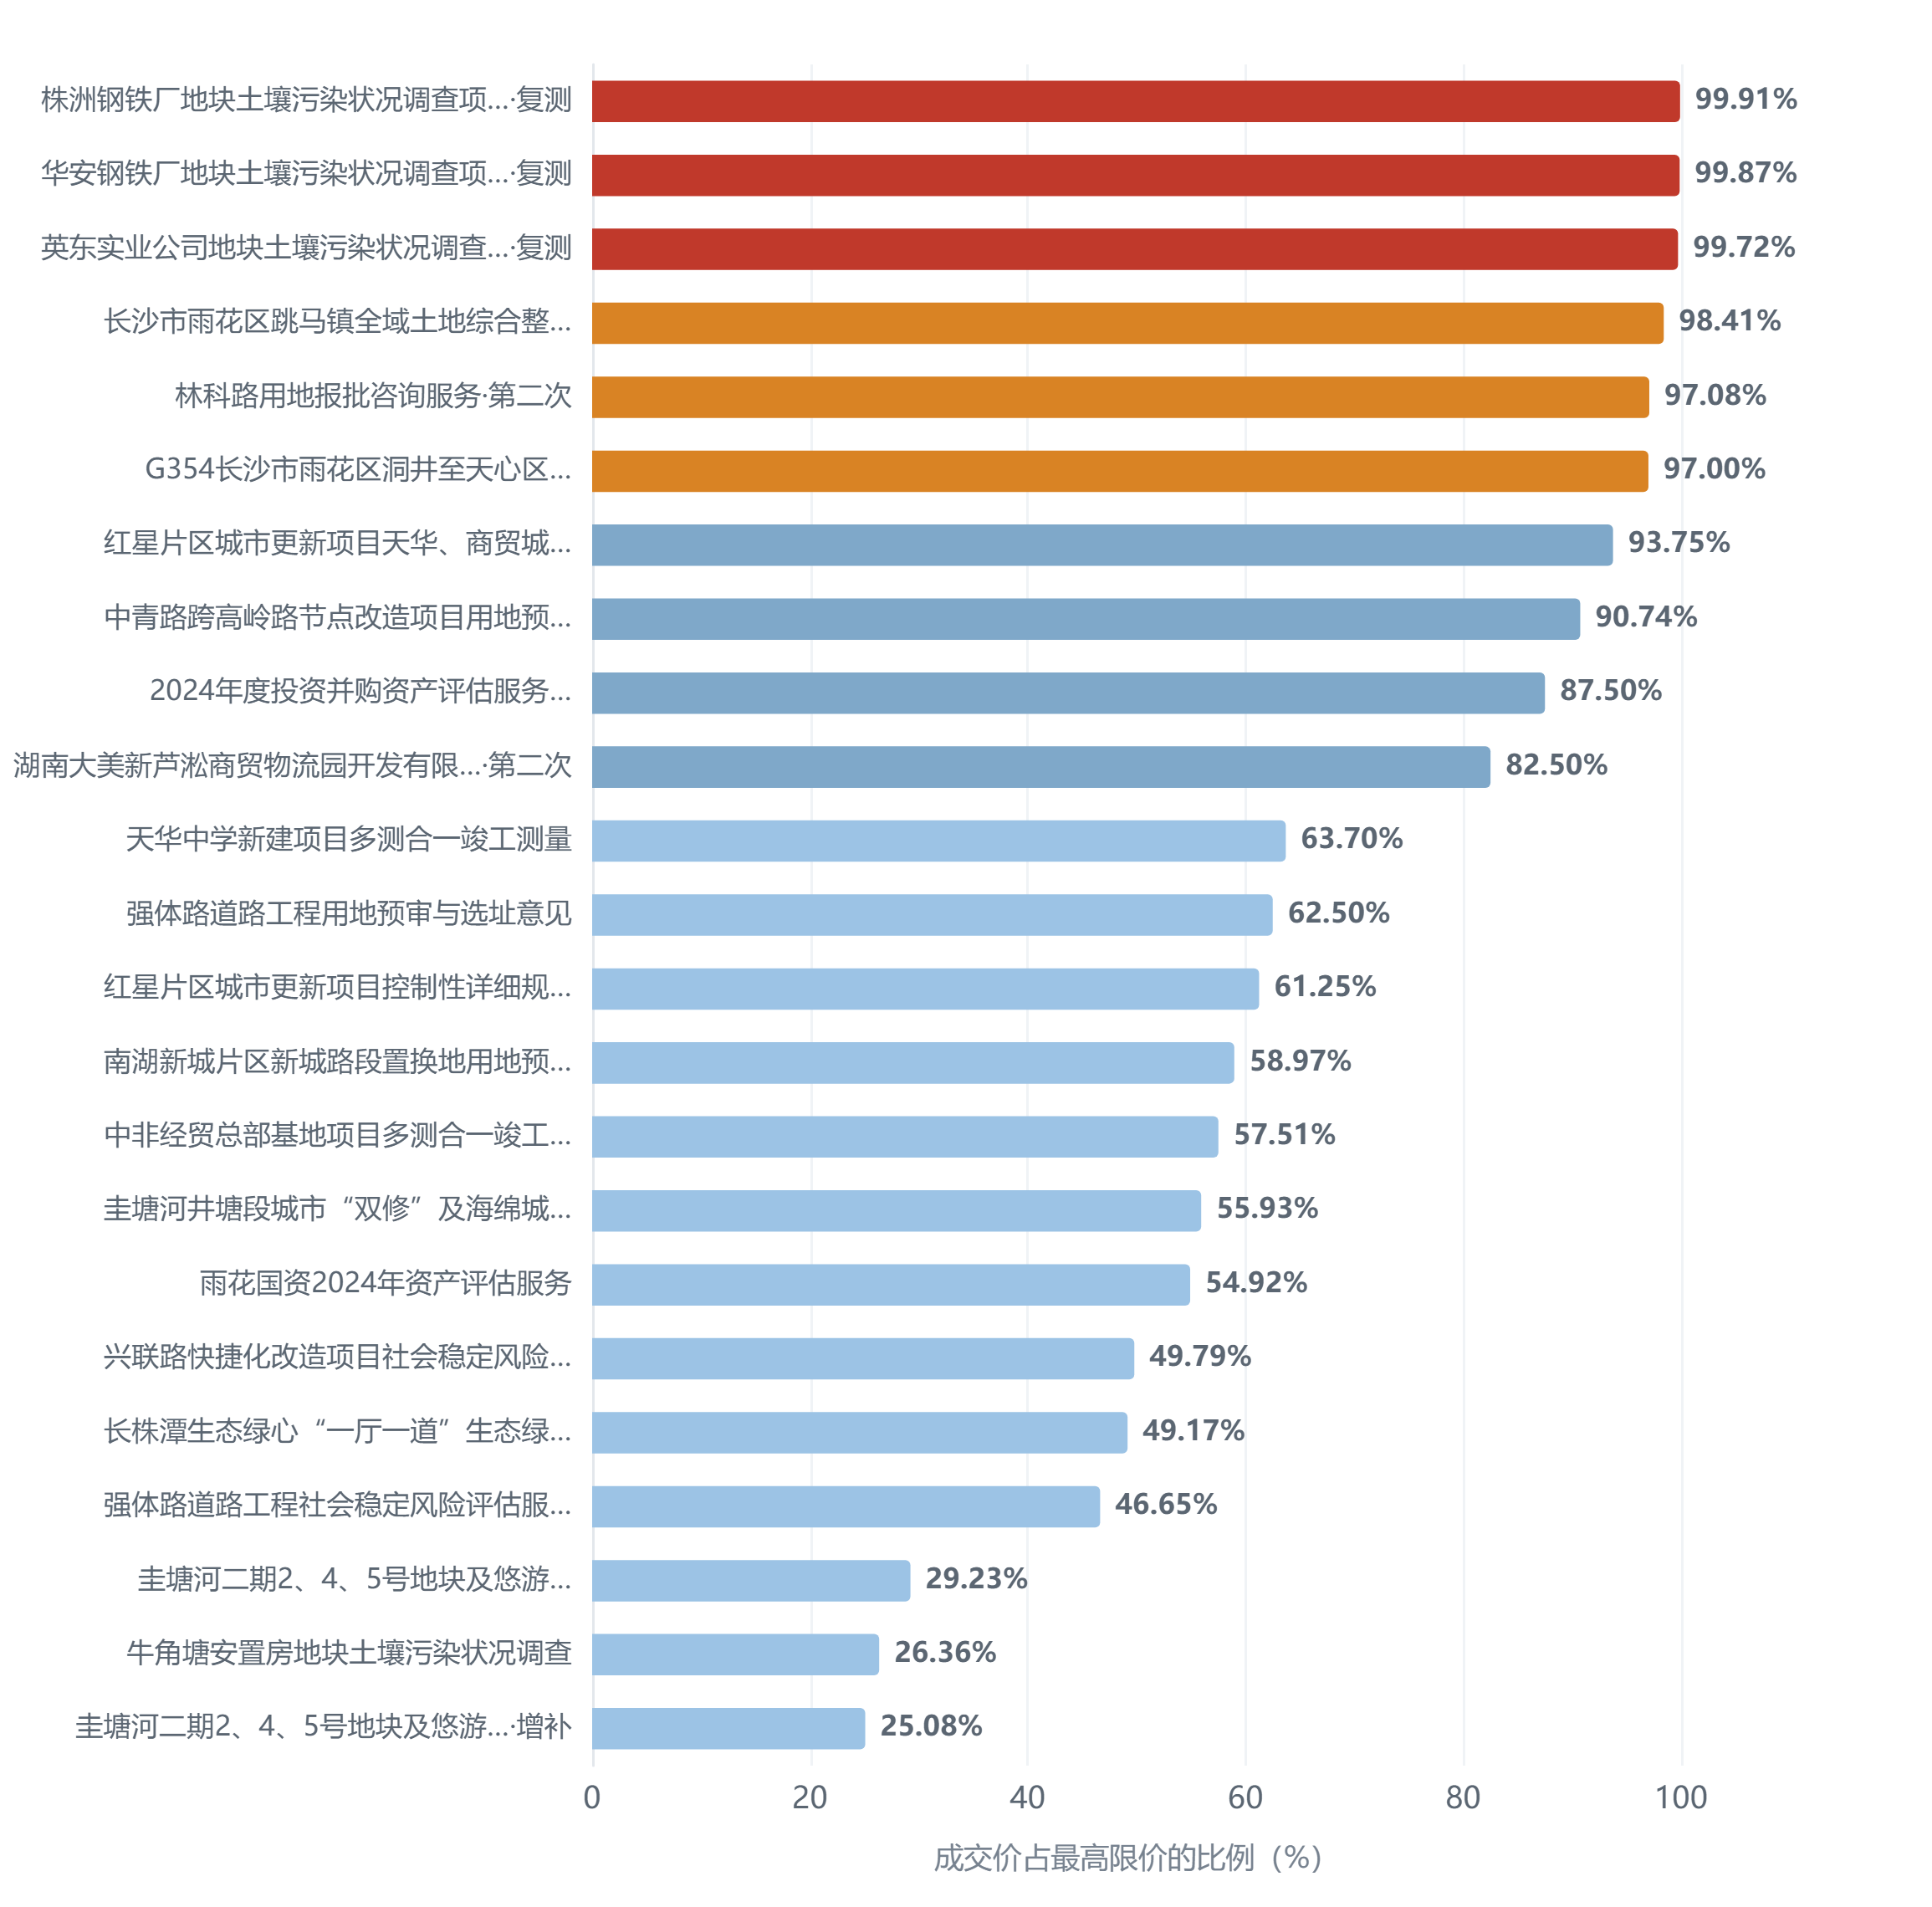 株洲钢铁厂地块土壤污染状况调查项…·复测 99.91%
华安钢铁厂地块土壤污染状况调查项…·复测 99.87%
英东实业公司地块土壤污染状况调查…·复测 99.72%
长沙市雨花区跳马镇全域土地综合整… 98.41%
林科路用地报批咨询服务·第二次 97.08%
G354长沙市雨花区洞井至天心区… 97.00%
红星片区城市更新项目天华、商贸城… 93.75%
中青路跨高岭路节点改造项目用地预… 90.74%
2024年度投资并购资产评估服务… 87.50%
湖南大美新芦淞商贸物流园开发有限…·第二次 82.50%
天华中学新建项目多测合一竣工测量 63.70%
强体路道路工程用地预审与选址意见 62.50%
红星片区城市更新项目控制性详细规… 61.25%
南湖新城片区新城路段置换地用地预… 58.97%
中非经贸总部基地项目多测合一竣工… 57.51%
圭塘河井塘段城市“双修”及海绵城… 55.93%
雨花国资2024年资产评估服务 54.92%
兴联路快捷化改造项目社会稳定风险… 49.79%
长株潭生态绿心“一厅一道”生态绿… 49.17%
强体路道路工程社会稳定风险评估服… 46.65%
圭塘河二期2、4、5号地块及悠游… 29.23%
牛角塘安置房地块土壤污染状况调查 26.36%
圭塘河二期2、4、5号地块及悠游…·增补 25.08%
0 20 40 60 80 100
成交价占最高限价的比例（%）